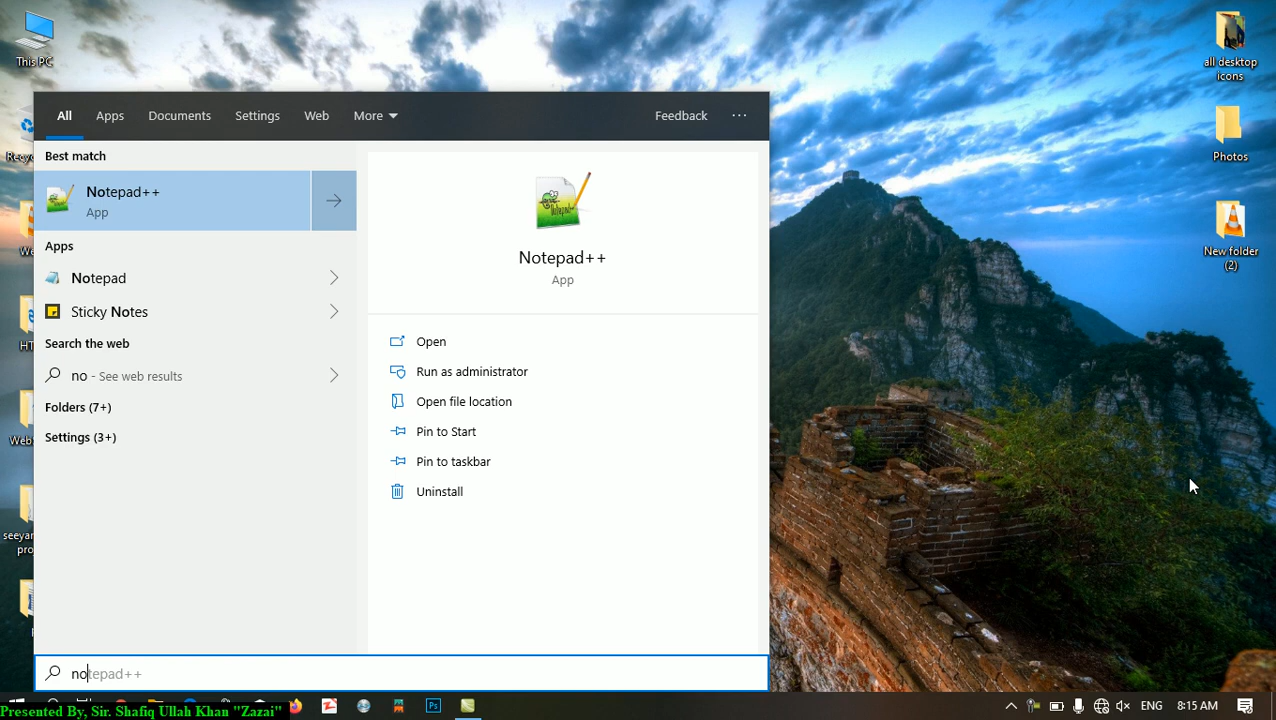 This PC
all desktop
icons
Photos
New folder
(2)
All Apps Documents Settings Web More Feedback ...
Best match
Notepad++
App
Apps
Notepad
Sticky Notes
Search the web
no - See web results
Folders (7+)
Settings (3+)
Notepad++
App
Open
Run as administrator
Open file location
Pin to Start
Pin to taskbar
Uninstall
notepad++
Ps
ENG
8:15 AM
Presented By, Sir. Shafiq Ullah Khan "Zazai"